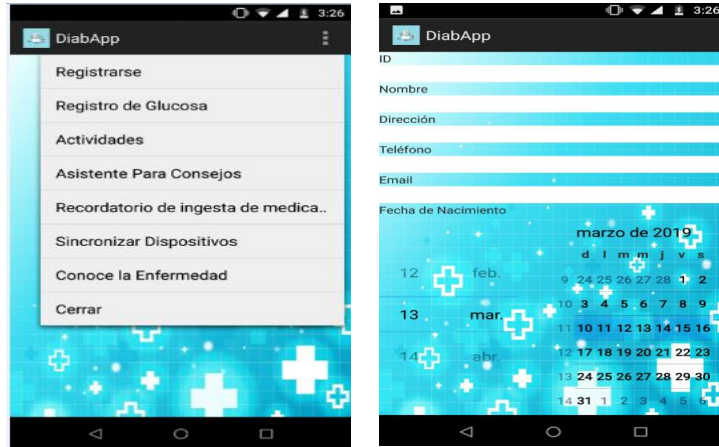 3:26
DiabApp
Registrarse
Registro de Glucosa
Actividades
Asistente Para Consejos
Recordatorio de ingesta de medica..
Sincronizar Dispositivos
Conoce la Enfermedad
Cerrar
3:26
DiabApp
ID
Nombre
Dirección
Teléfono
Email
Fecha de Nacimiento
12 feb.
13 mar.
14 abr.
marzo de 2019
d l m m j v s
9 24 25 26 27 28 1 2
10 3 4 5 6 7 8 9
11 10 11 12 13 14 15 16
12 17 18 19 20 21 22 23
13 24 25 26 27 28 29 30
14 31 1 2 3 4 5 6